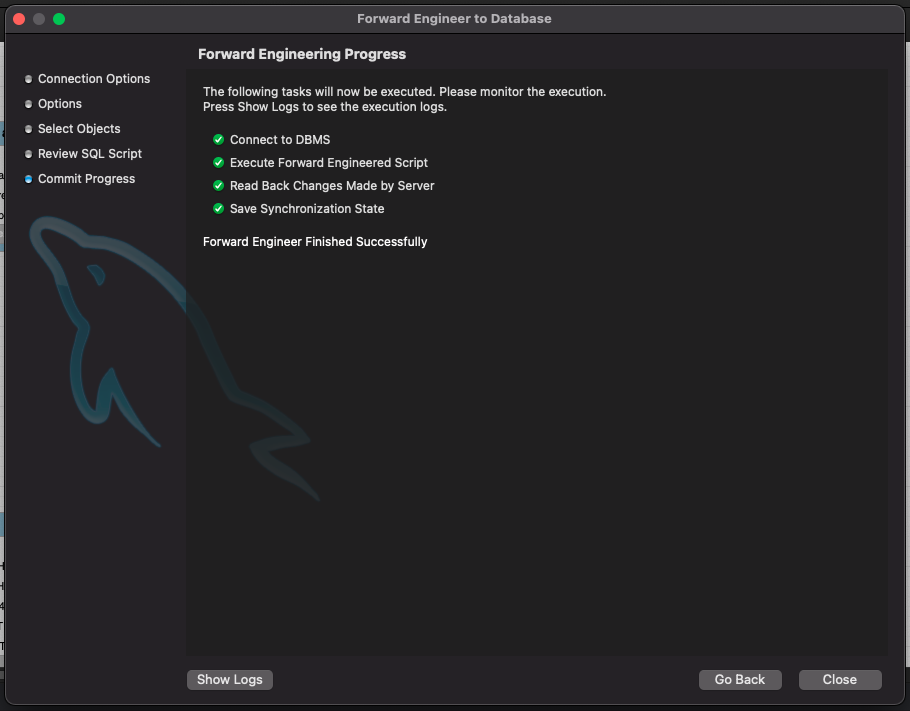 Forward Engineer to Database
Forward Engineering Progress
Connection Options
Options
Select Objects
Review SQL Script
Commit Progress
The following tasks will now be executed. Please monitor the execution.
Press Show Logs to see the execution logs.
Connect to DBMS
Execute Forward Engineered Script
Read Back Changes Made by Server
Save Synchronization State
Forward Engineer Finished Successfully
Show Logs
Go Back
Close